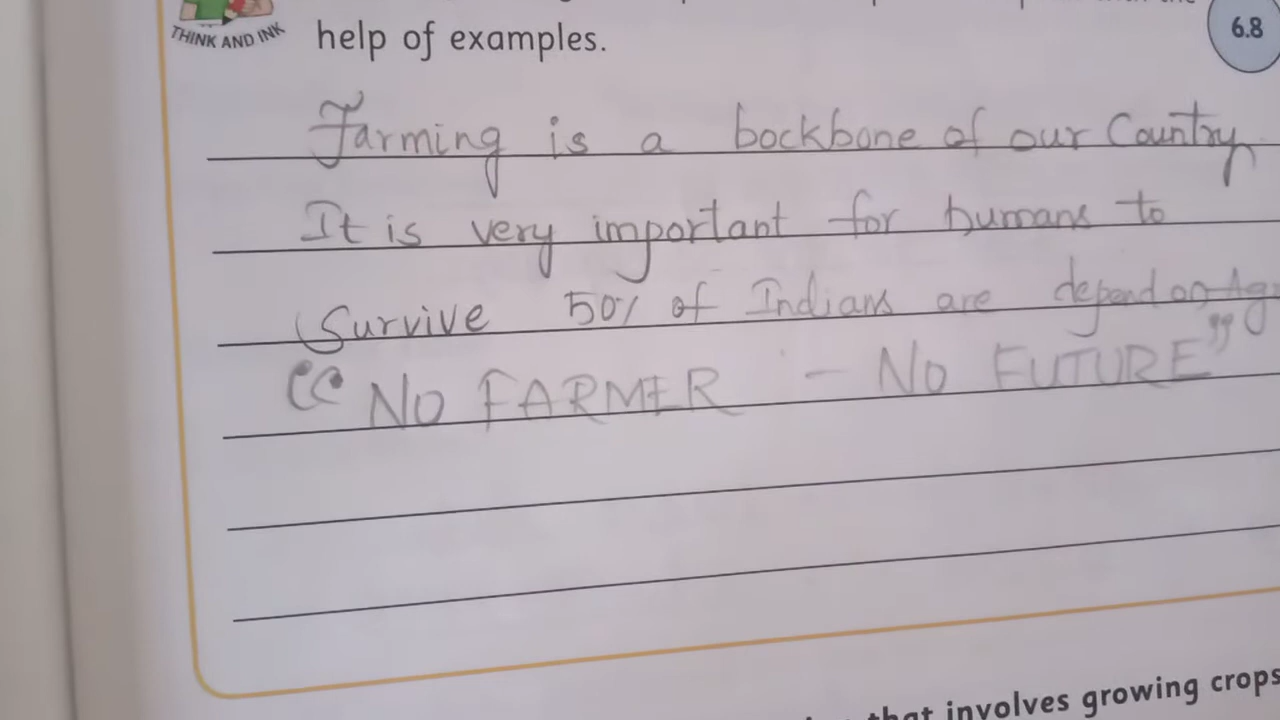 THINK AND INK
help of examples.
6.8
Farming is a bockbone of our Country
It is very important for humans to
Survive 50% of Indians are depend on Ag
"NO FARMER - NO FUTURE"
that involves growing crops